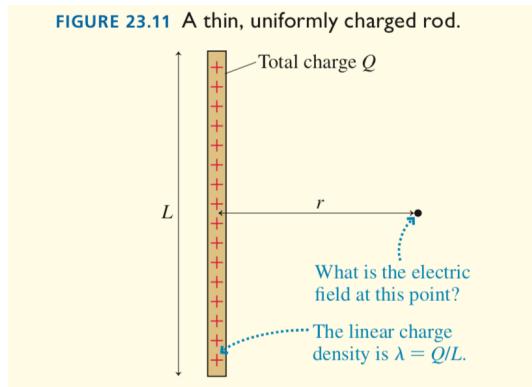 FIGURE 23.11 A thin, uniformly charged rod.
Total charge Q
L
r
What is the electric
field at this point?
The linear charge
density is λ = Q/L.